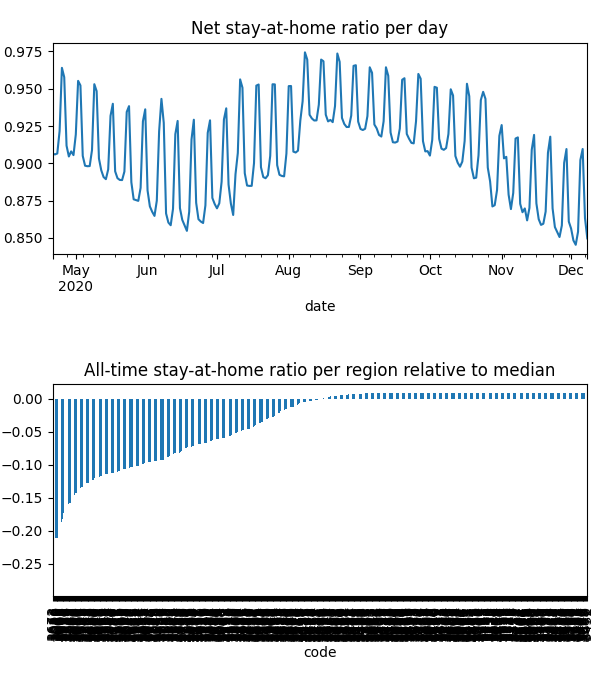 Net stay-at-home ratio per day
0.975
0.950
0.925
0.900
0.875
0.850
May Jun Jul Aug Sep Oct Nov Dec
2020
date
All-time stay-at-home ratio per region relative to median
0.00
−0.05
−0.10
−0.15
−0.20
−0.25
code